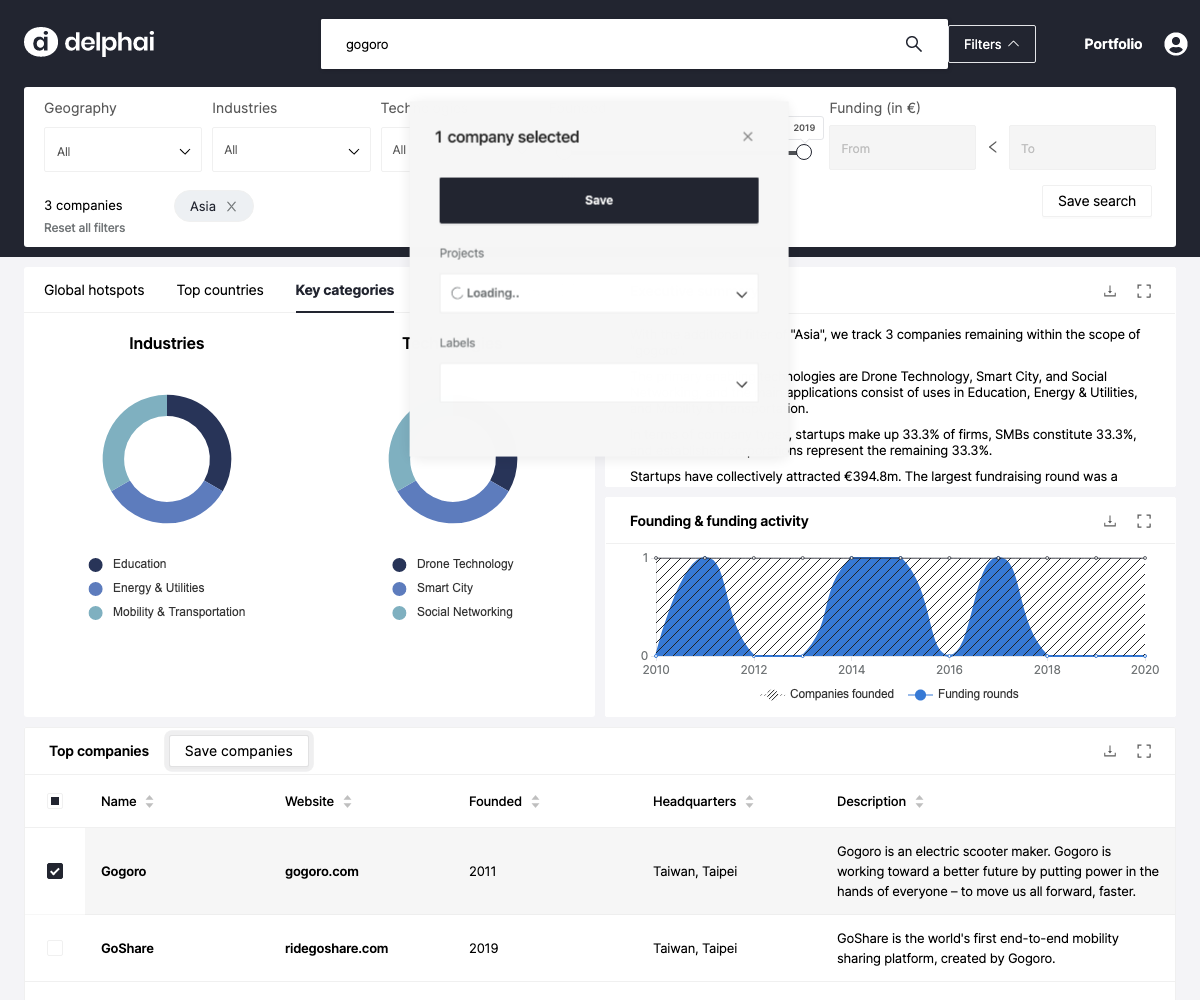 delphai
gogoro
Filters
Portfolio
Geography
Industries
Tech
Funding (in €)
All
All
All
2019
From
<
To
3 companies
Asia
Reset all filters
Save search
1 company selected
Save
Projects
Loading..
Labels
Global hotspots
Top countries
Key categories
Industries
T
Education
Energy & Utilities
Mobility & Transportation
Drone Technology
Smart City
Social Networking
"Asia", we track 3 companies remaining within the scope of
nologies are Drone Technology, Smart City, and Social
applications consist of uses in Education, Energy & Utilities,
ion.
, startups make up 33.3% of firms, SMBs constitute 33.3%,
ns represent the remaining 33.3%.
Startups have collectively attracted €394.8m. The largest fundraising round was a
Founding & funding activity
1
0
2010 2012 2014 2016 2018 2020
Companies founded
Funding rounds
Top companies
Save companies
Name Website Founded Headquarters Description
Gogoro gogoro.com 2011 Taiwan, Taipei
Gogoro is an electric scooter maker. Gogoro is
working toward a better future by putting power in the
hands of everyone – to move us all forward, faster.
GoShare ridegoshare.com 2019 Taiwan, Taipei
GoShare is the world's first end-to-end mobility
sharing platform, created by Gogoro.